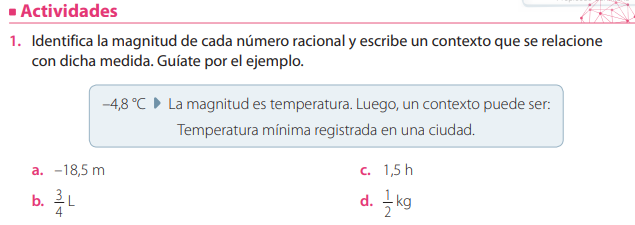 Actividades
1. Identifica la magnitud de cada número racional y escribe un contexto que se relacione
con dicha medida. Guíate por el ejemplo.
–4,8 °C ▶ La magnitud es temperatura. Luego, un contexto puede ser:
Temperatura mínima registrada en una ciudad.
a. –18,5 m
c. 1,5 h
b. 3/4 L
d. 1/2 kg